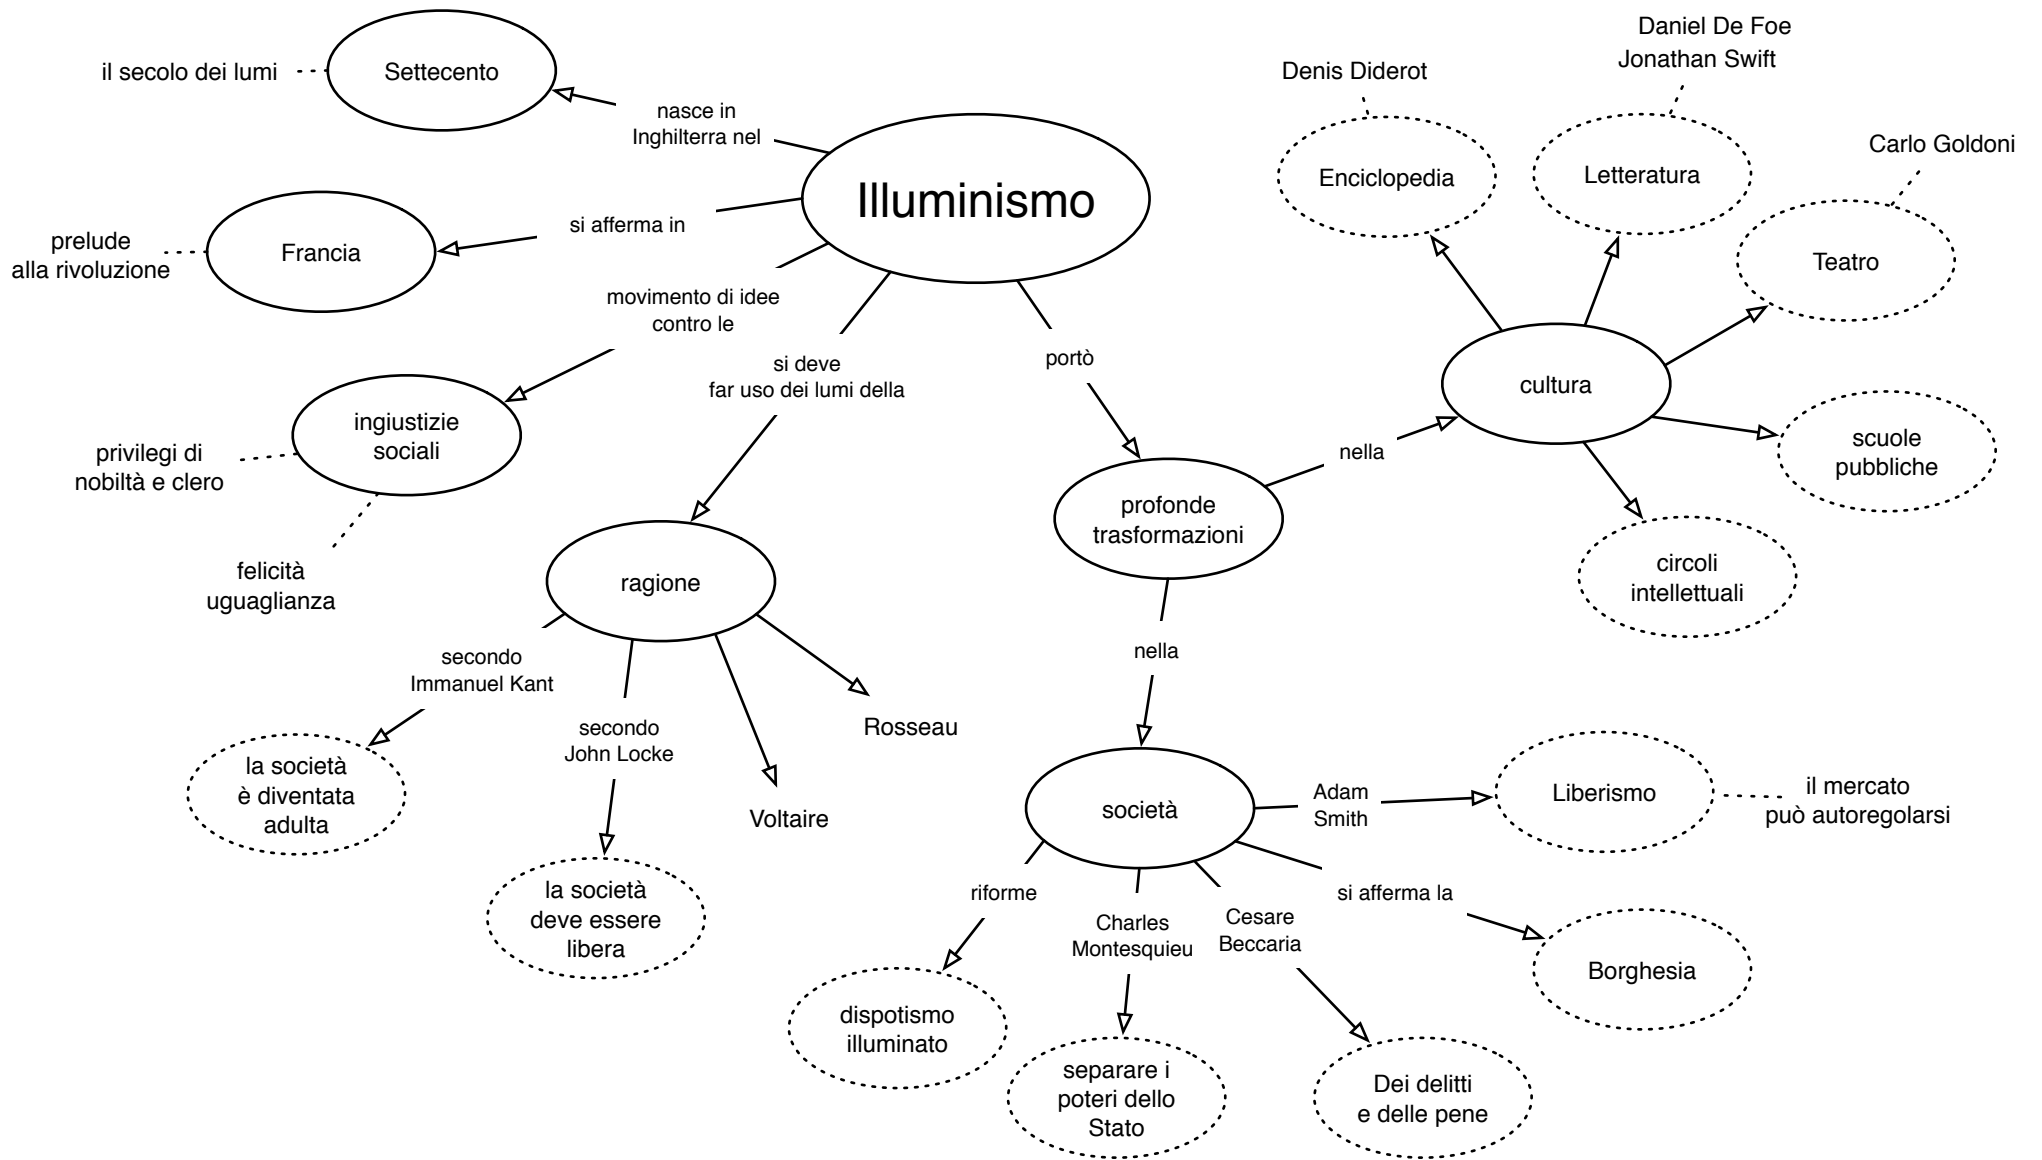 Daniel De Foe
Jonathan Swift
il secolo dei lumi
Settecento
Denis Diderot
nasce in
Inghilterra nel
Carlo Goldoni
Illuminismo
Enciclopedia
Letteratura
si afferma in
prelude
alla rivoluzione
Francia
Teatro
movimento di idee
contro le
si deve
far uso dei lumi della
portò
cultura
ingiustizie
sociali
privilegi di
nobiltà e clero
nella
scuole
pubbliche
profonde
trasformazioni
felicità
uguaglianza
ragione
circoli
intellettuali
secondo
Immanuel Kant
nella
secondo
John Locke
Rosseau
la società
è diventata
adulta
Voltaire
società
Adam
Smith
Liberismo
il mercato
può autoregolarsi
la società
deve essere
libera
riforme
Charles
Montesquieu
Cesare
Beccaria
si afferma la
Borghesia
dispotismo
illuminato
separare i
poteri dello
Stato
Dei delitti
e delle pene